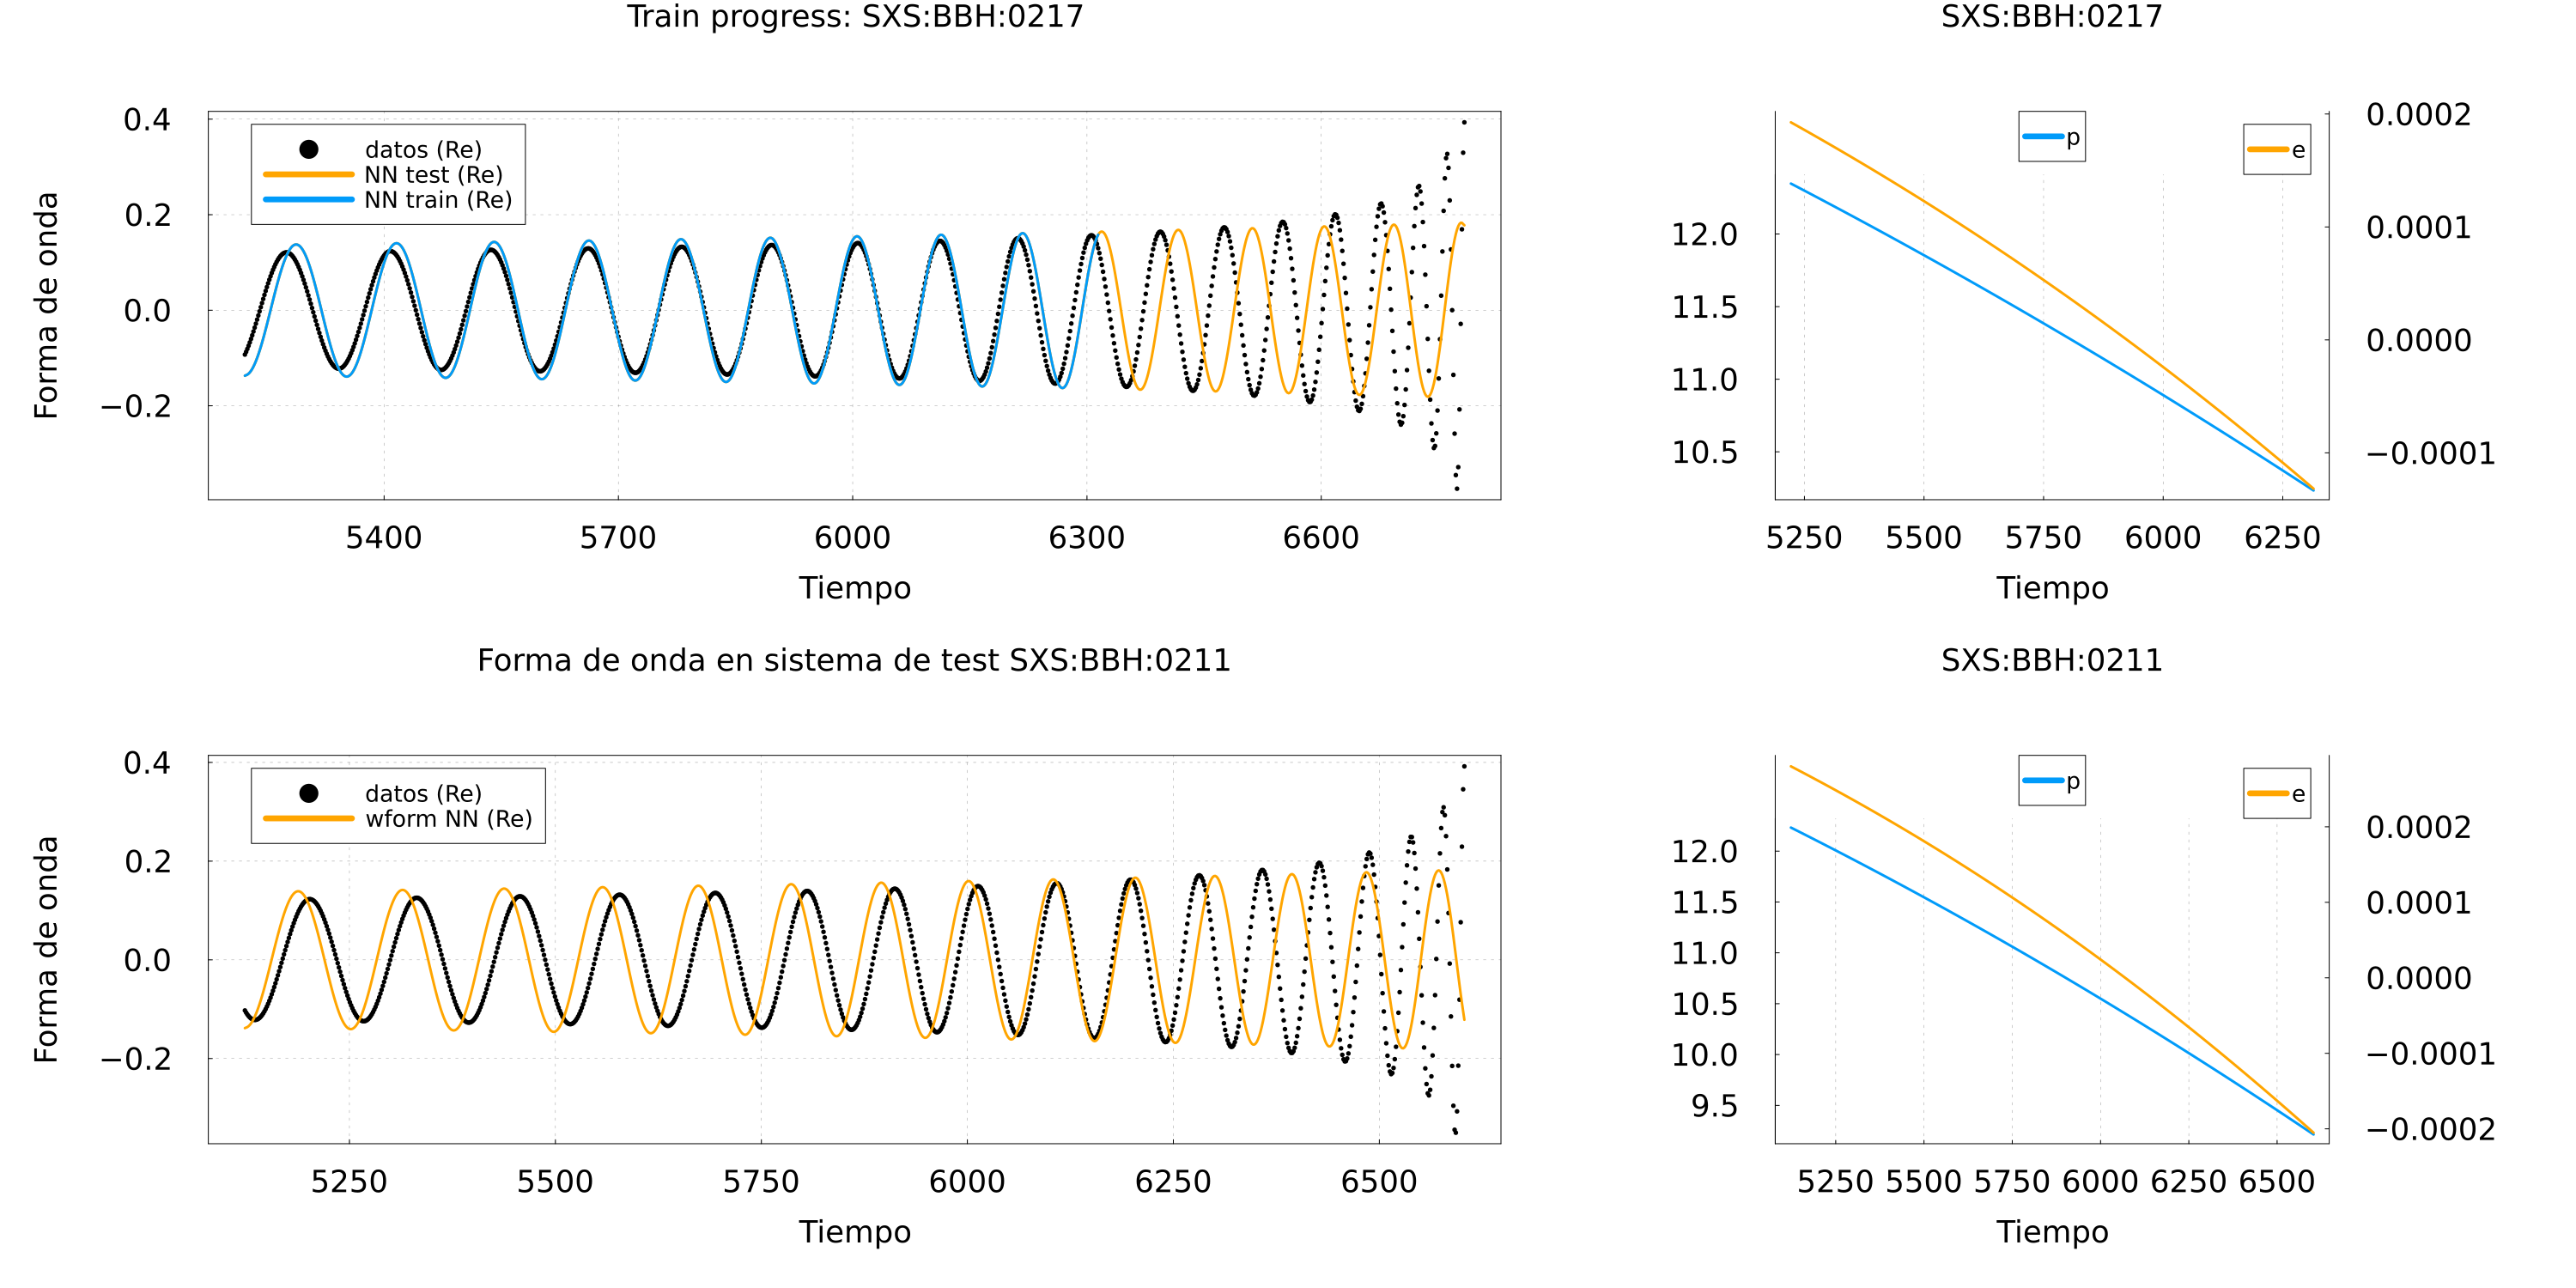 Train progress: SXS:BBH:0217
0.4
0.2
0.0
−0.2
Forma de onda
datos (Re)
NN test (Re)
NN train (Re)
5400 5700 6000 6300 6600
Tiempo
SXS:BBH:0217
12.0
11.5
11.0
10.5
p
e
0.0002
0.0001
0.0000
−0.0001
5250 5500 5750 6000 6250
Tiempo
Forma de onda en sistema de test SXS:BBH:0211
0.4
0.2
0.0
−0.2
Forma de onda
datos (Re)
wform NN (Re)
5250 5500 5750 6000 6250 6500
Tiempo
SXS:BBH:0211
12.0
11.5
11.0
10.5
10.0
9.5
p
e
0.0002
0.0001
0.0000
−0.0001
−0.0002
5250 5500 5750 6000 6250 6500
Tiempo